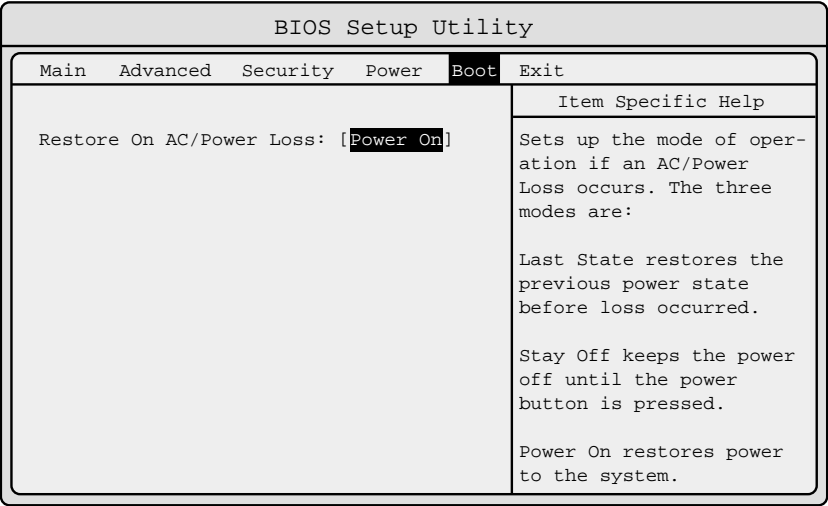 BIOS Setup Utility
Main Advanced Security Power Boot Exit
Restore On AC/Power Loss: [Power On]
Item Specific Help
Sets up the mode of oper-
ation if an AC/Power
Loss occurs. The three
modes are:
Last State restores the
previous power state
before loss occurred.
Stay Off keeps the power
off until the power
button is pressed.
Power On restores power
to the system.